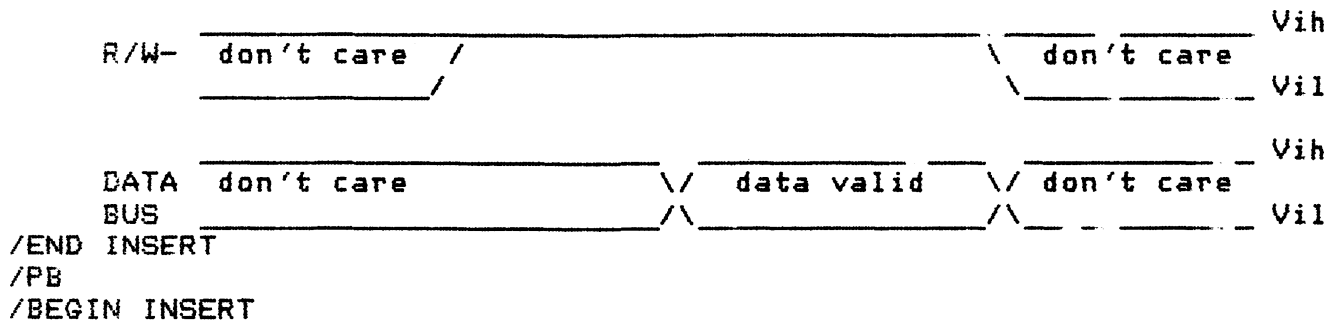 Vih
R/W- don't care don't care
Vil
Vih
DATA don't care data valid don't care
BUS Vil
/END INSERT
/PB
/BEGIN INSERT